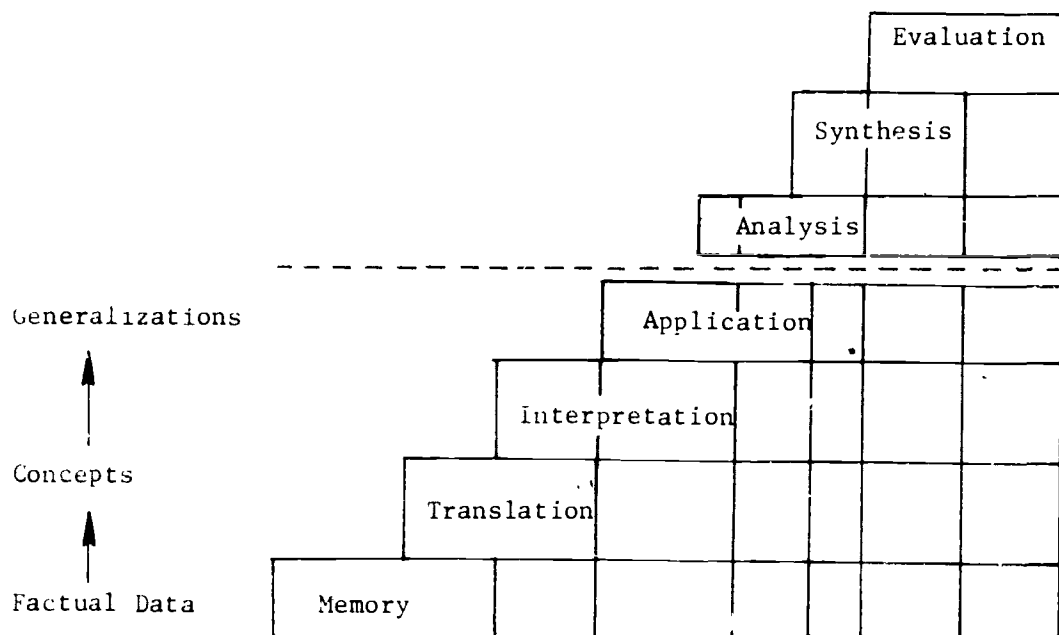 Evaluation
Synthesis
Analysis
Generalizations
Application
Interpretation
Concepts
Translation
Factual Data
Memory